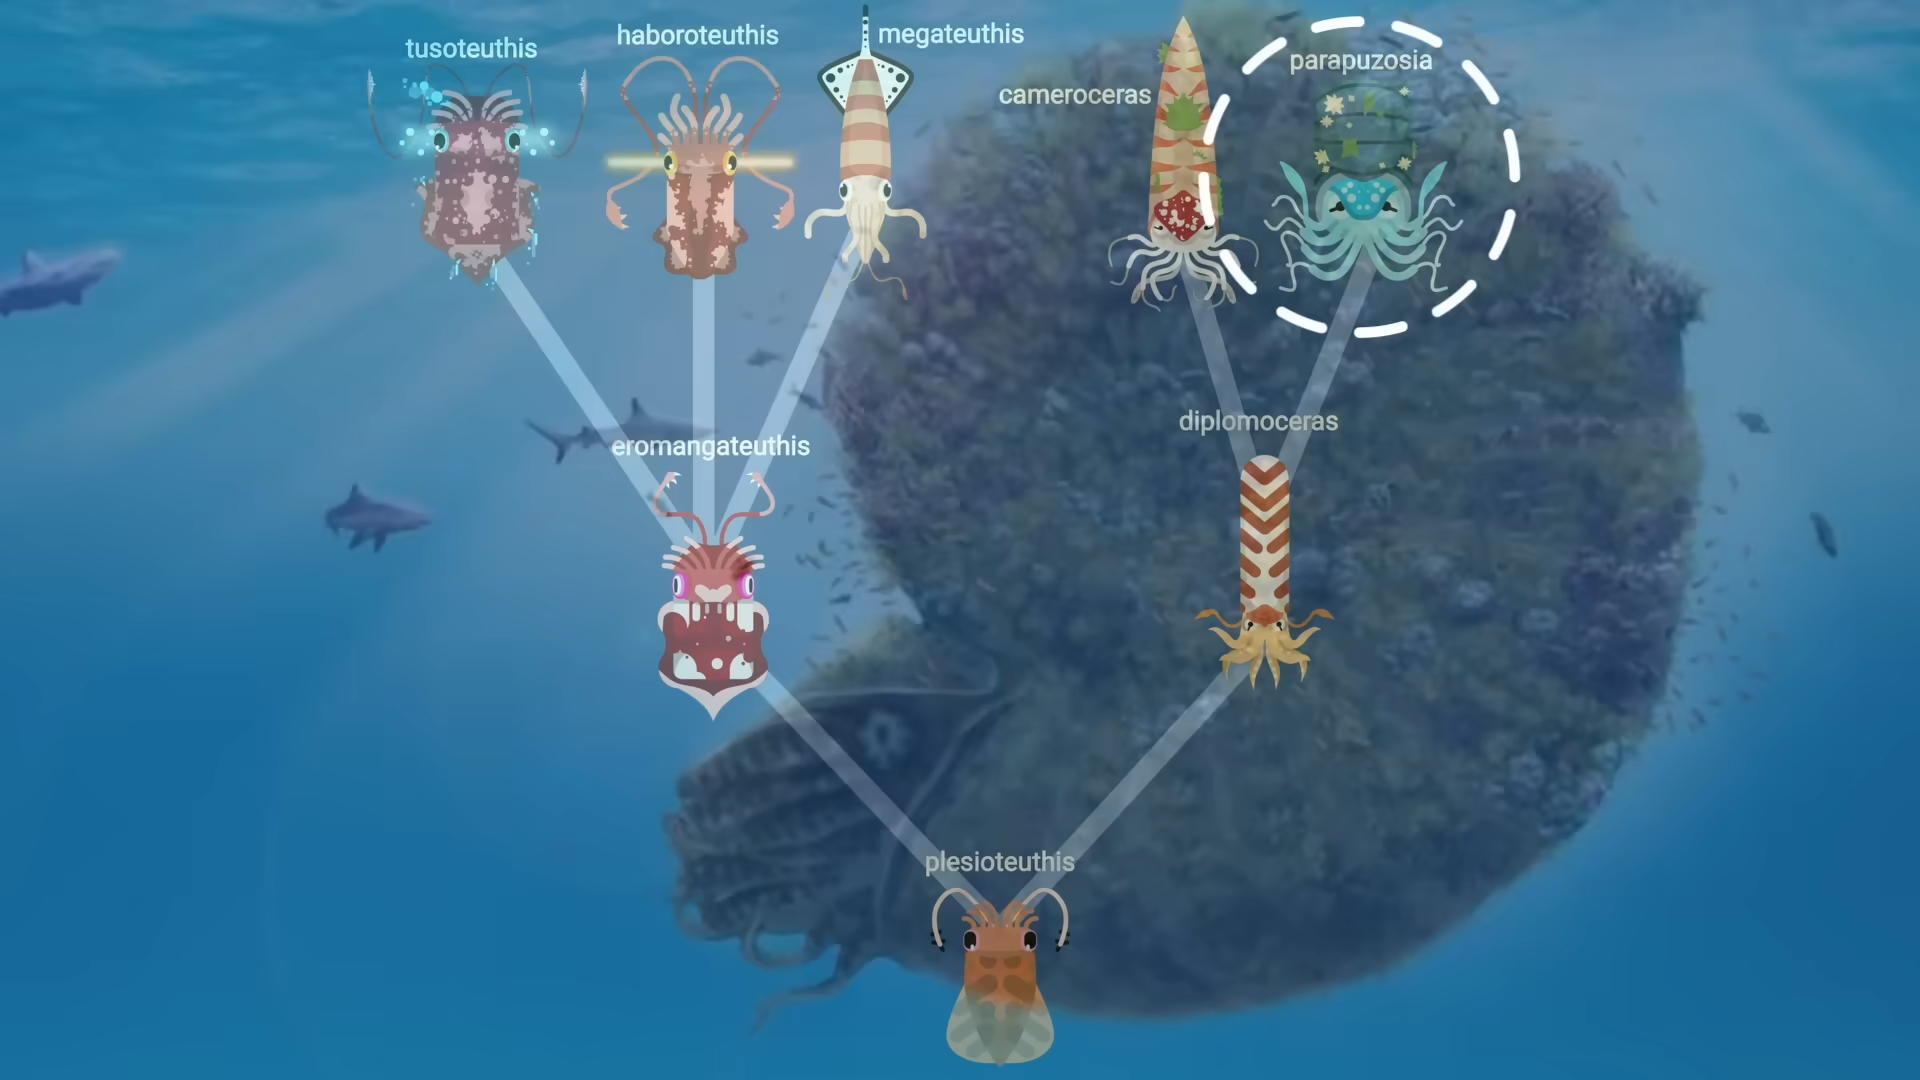 tusoteuthis
haboroteuthis
megateuthis
cameroceras
parapuzosia
diplomoceras
eromangateuthis
plesioteuthis